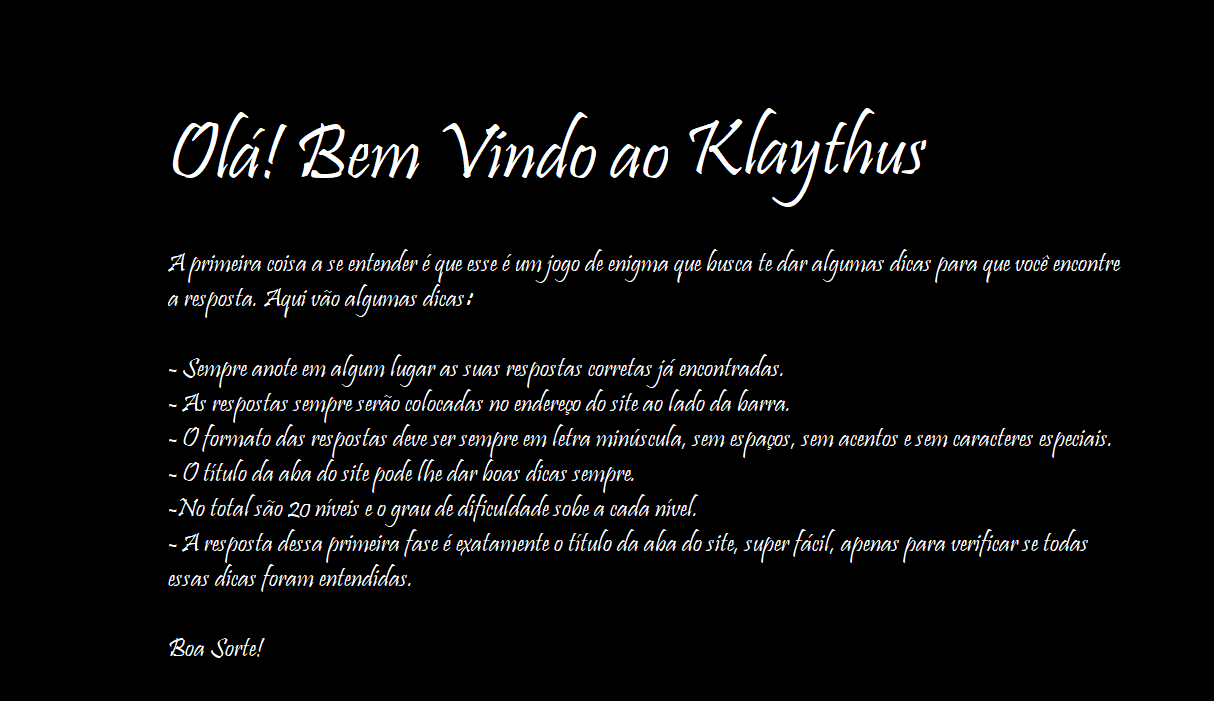 Olá! Bem Vindo ao Klaythus
A primeira coisa a se entender é que esse é um jogo de enigma que busca te dar algumas dicas para que você encontre
a resposta. Aqui vão algumas dicas:
- Sempre anote em algum lugar as suas respostas corretas já encontradas.
- As respostas sempre serão colocadas no endereço do site ao lado da barra.
- O formato das respostas deve ser sempre em letra minúscula, sem espaços, sem acentos e sem caracteres especiais.
- O título da aba do site pode lhe dar boas dicas sempre.
-No total são 20 níveis e o grau de dificuldade sobe a cada nível.
- A resposta dessa primeira fase é exatamente o título da aba do site, super fácil, apenas para verificar se todas
essas dicas foram entendidas.
Boa Sorte!